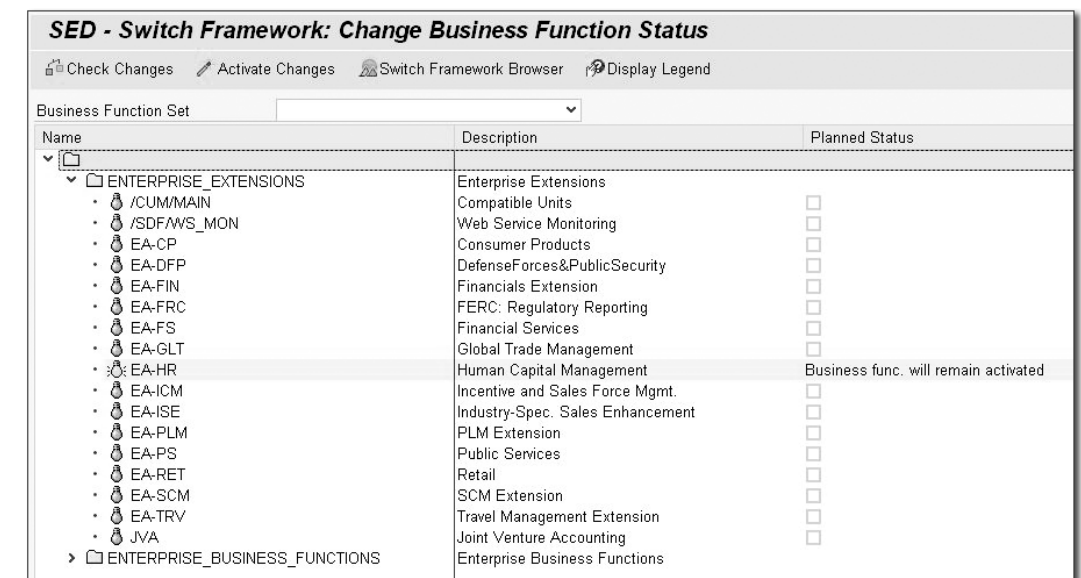 SED - Switch Framework: Change Business Function Status
Check Changes Activate Changes Switch Framework Browser Display Legend
Business Function Set
Name Description Planned Status
ENTERPRISE_EXTENSIONS Enterprise Extensions
/CUM/MAIN Compatible Units
/SDF/WS_MON Web Service Monitoring
EA-CP Consumer Products
EA-DFP DefenseForces&PublicSecurity
EA-FIN Financials Extension
EA-FRC FERC: Regulatory Reporting
EA-FS Financial Services
EA-GLT Global Trade Management
EA-HR Human Capital Management Business func. will remain activated
EA-ICM Incentive and Sales Force Mgmt.
EA-ISE Industry-Spec. Sales Enhancement
EA-PLM PLM Extension
EA-PS Public Services
EA-RET Retail
EA-SCM SCM Extension
EA-TRV Travel Management Extension
JVA Joint Venture Accounting
ENTERPRISE_BUSINESS_FUNCTIONS Enterprise Business Functions